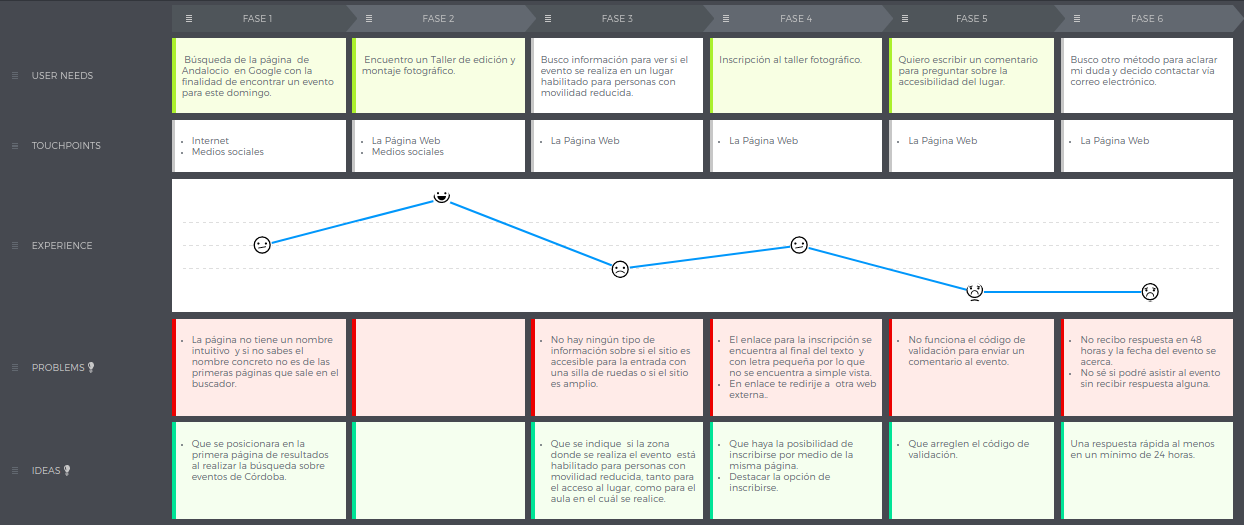 FASE 1
FASE 2
FASE 3
FASE 4
FASE 5
FASE 6
USER NEEDS
Búsqueda de la página de
Andalocio en Google con la
finalidad de encontrar un evento
para este domingo.
Encuentro un Taller de edición y
montaje fotográfico.
Busco información para ver si el
evento se realiza en un lugar
habilitado para personas con
movilidad reducida.
Inscripción al taller fotográfico.
Quiero escribir un comentario
para preguntar sobre la
accesibilidad del lugar.
Busco otro método para aclarar
mi duda y decido contactar vía
correo electrónico.
TOUCHPOINTS
• Internet
• Medios sociales
• La Página Web
• Medios sociales
• La Página Web
• La Página Web
• La Página Web
• La Página Web
EXPERIENCE
PROBLEMS
• La página no tiene un nombre
intuitivo y si no sabes el
nombre concreto no es de las
primeras páginas que sale en el
buscador.
• No hay ningún tipo de
información sobre si el sitio es
accesible para la entrada con
una silla de ruedas o si el sitio
es amplio.
• El enlace para la inscripción se
encuentra al final del texto y
con letra pequeña por lo que
no se encuentra a simple vista.
• En enlace te redirije a otra web
externa..
• No funciona el código de
validación para enviar un
comentario al evento.
• No recibo respuesta en 48
horas y la fecha del evento se
acerca.
• No sé si podré asistir al evento
sin recibir respuesta alguna.
IDEAS
• Que se posicionara en la
primera página de resultados
al realizar la búsqueda sobre
eventos de Córdoba.
• Que se indique si la zona
donde se realiza el evento está
habilitado para personas con
movilidad reducida, tanto para
el acceso al lugar, como para el
aula en el cuál se realice.
• Que haya la posibilidad de
inscribirse por medio de la
misma página.
• Destacar la opción de
inscribirse.
• Que arreglen el código de
validación.
Una respuesta rápida al menos
en un minimo de 24 horas.